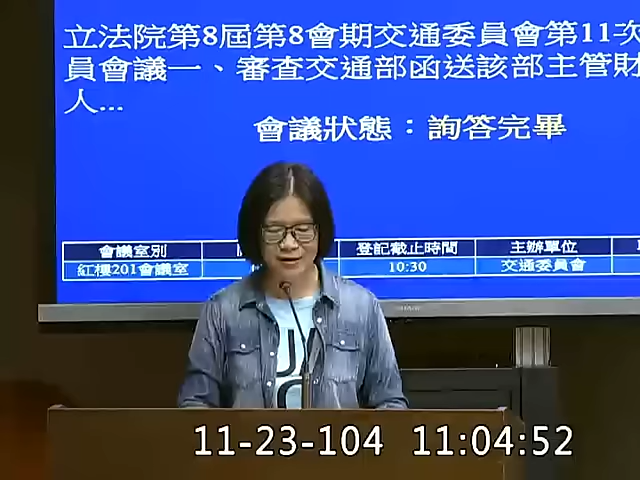 立法院第8屆第8會期交通委員會第11次
員會議一、審查交通部函送該部主管財
人...
會議狀態：詢答完畢
會議室別 登記截止時間 主辦單位
紅樓201會議室 10:30 交通委員會
11-23-104 11:04:52